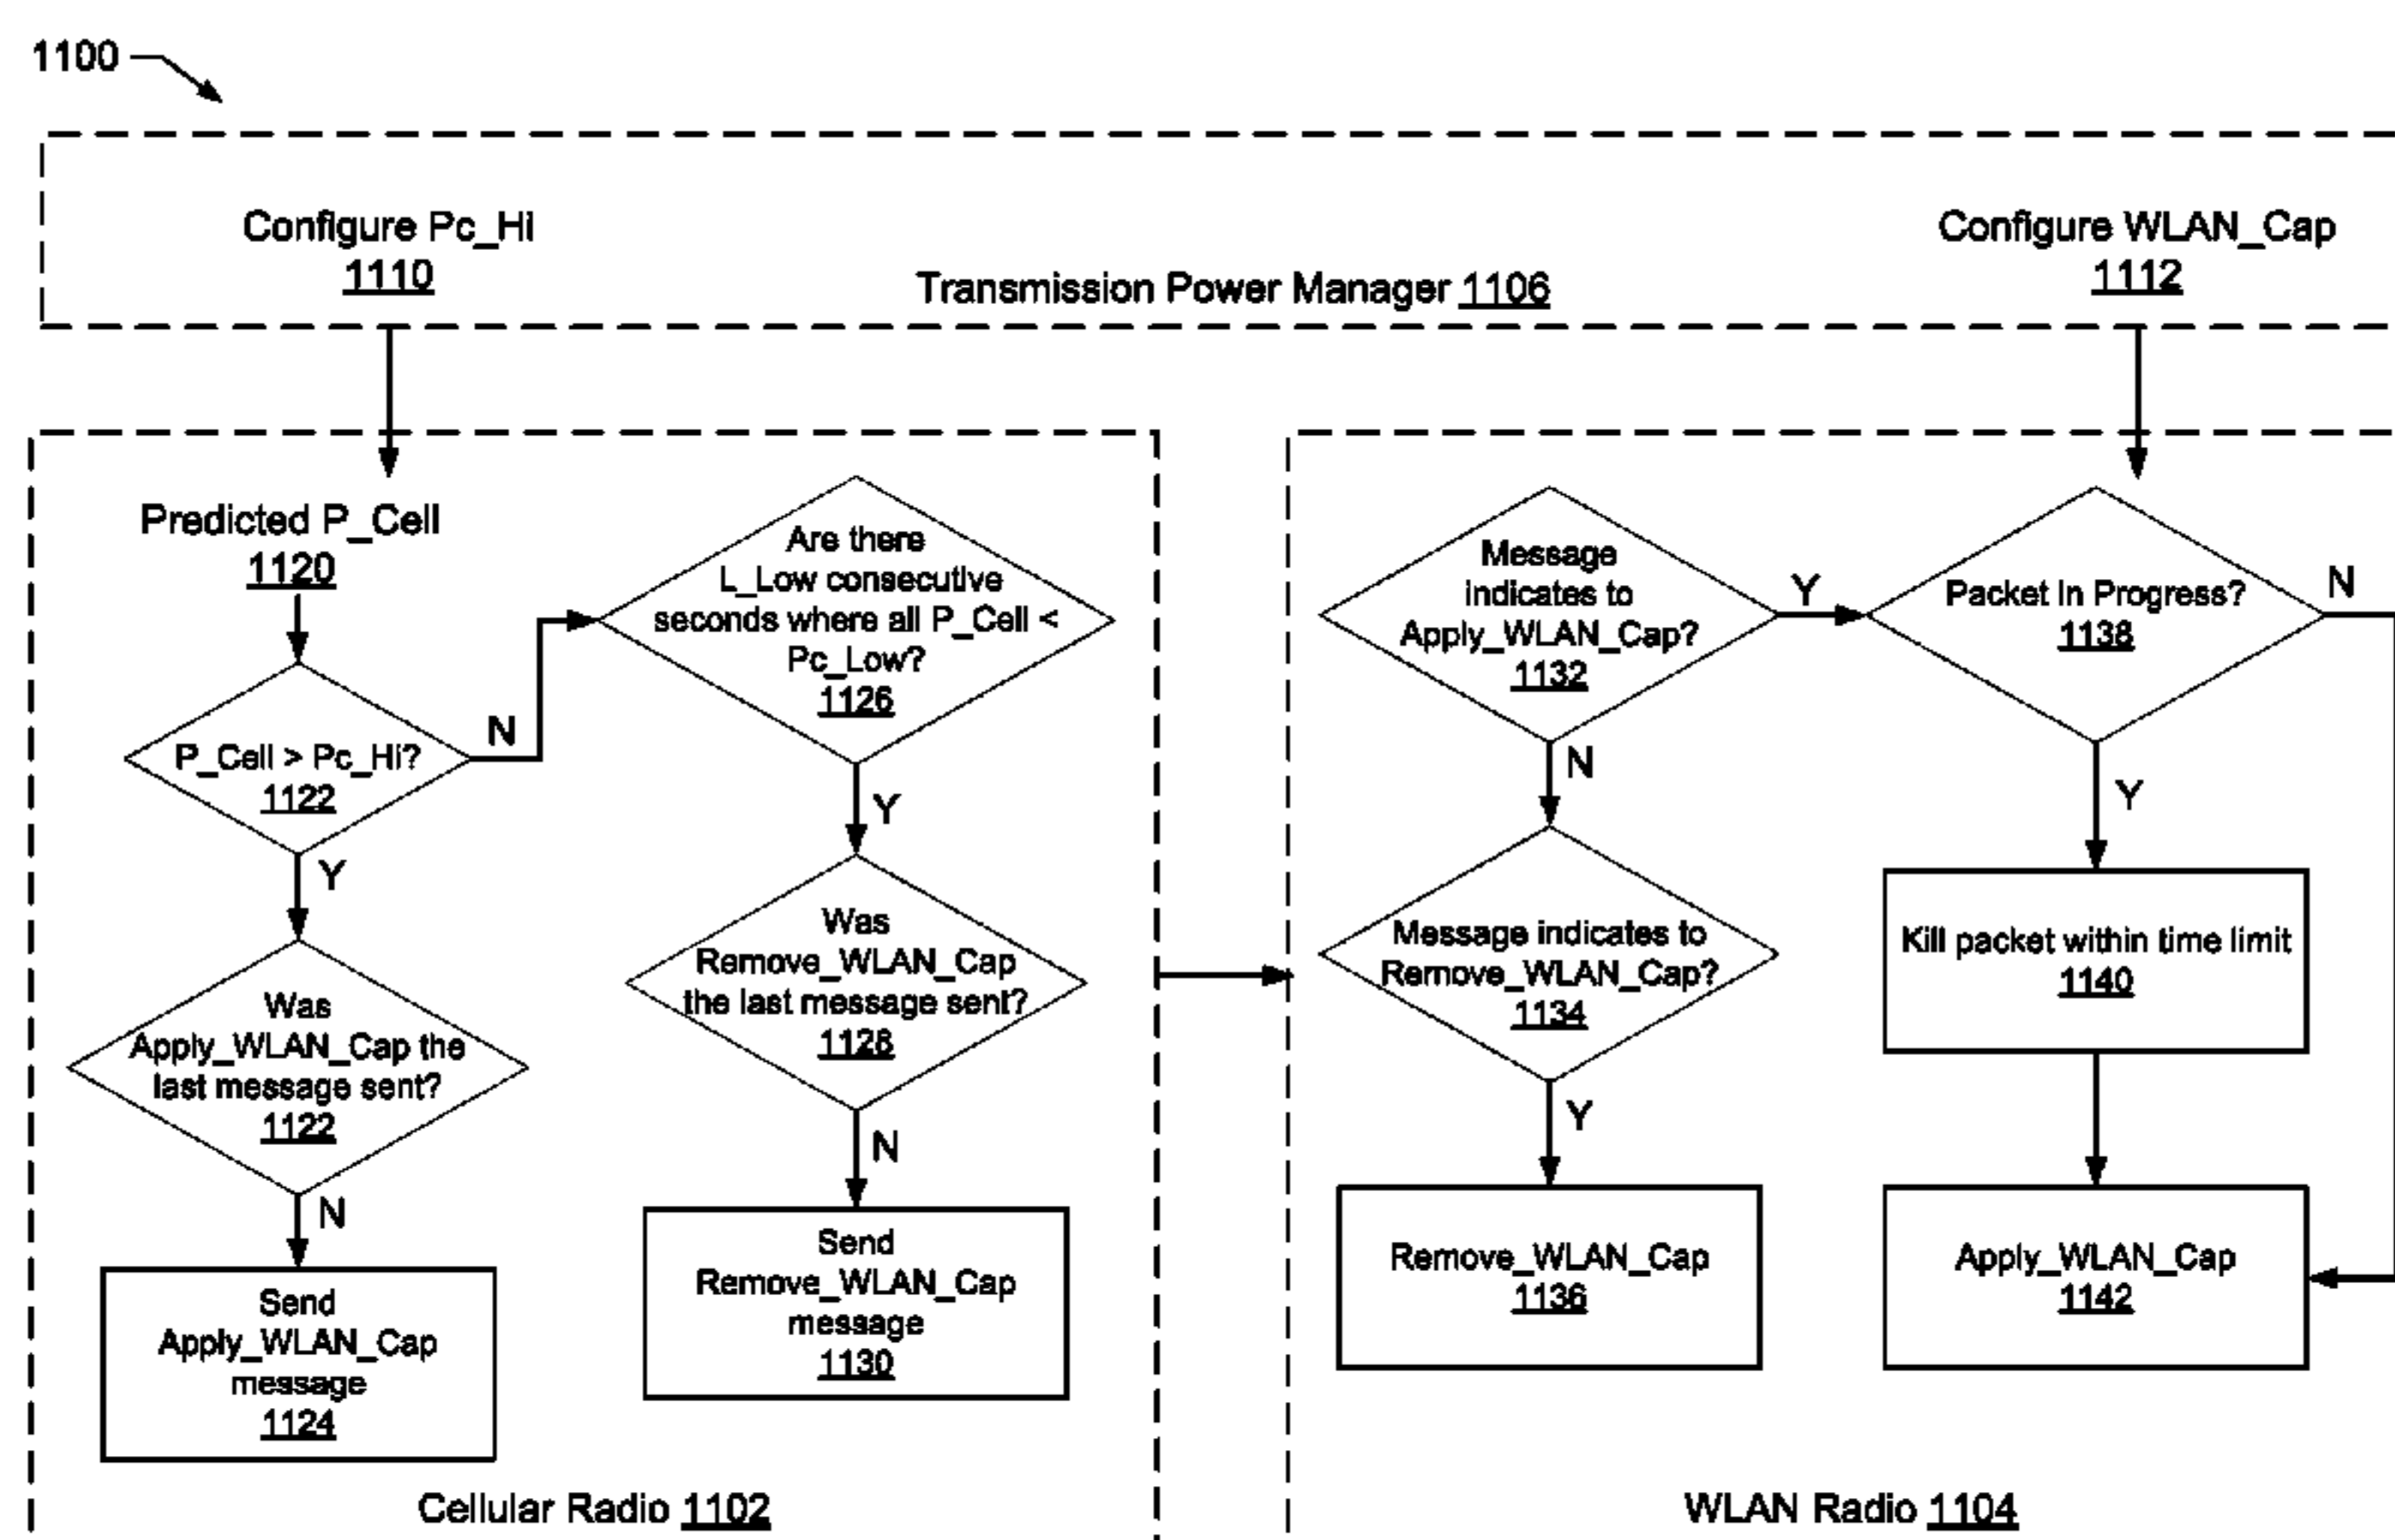 1100
Configure Pc_Hi
1110
Configure WLAN_Cap
1112
Transmission Power Manager 1106
Predicted P_Cell
1120
P_Cell > Pc_Hi?
1122
N
Y
Was
Apply_WLAN_Cap the
last message sent?
1122
N
Send
Apply_WLAN_Cap
message
1124
Are there
L_Low consecutive
seconds where all P_Cell <
Pc_Low?
1126
Y
Was
Remove_WLAN_Cap
the last message sent?
1128
N
Send
Remove_WLAN_Cap
message
1130
Cellular Radio 1102
Message
indicates to
Apply_WLAN_Cap?
1132
Y
N
Message indicates to
Remove_WLAN_Cap?
1134
Y
Remove_WLAN_Cap
1136
Packet In Progress?
1138
N
Y
Kill packet within time limit
1140
Apply_WLAN_Cap
1142
WLAN Radio 1104